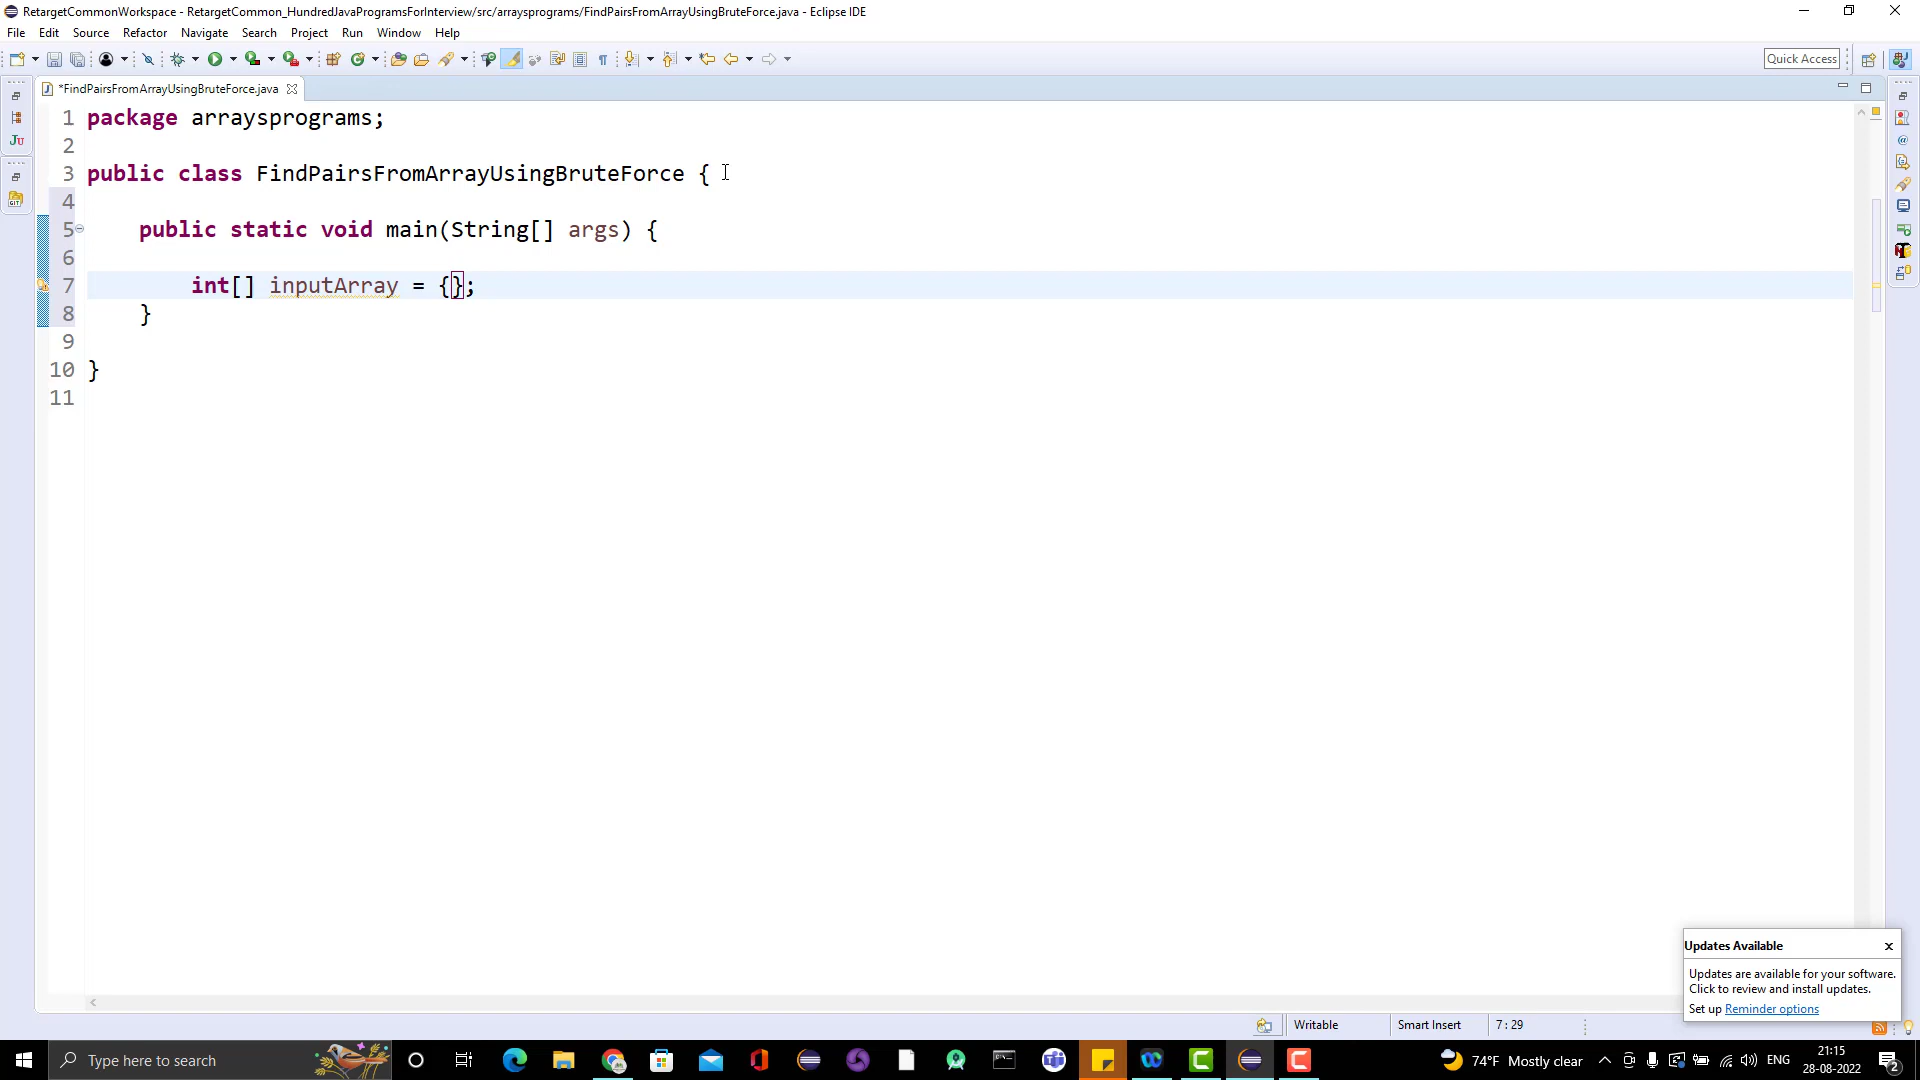 RetargetCommonWorkspace - RetargetCommon_HundredJavaProgramsForInterview/src/arraysprograms/FindPairsFromArrayUsingBruteForce.java - Eclipse IDE
File Edit Source Refactor Navigate Search Project Run Window Help
Quick Access
*FindPairsFromArrayUsingBruteForce.java
1 package arraysprograms;
2
3 public class FindPairsFromArrayUsingBruteForce {
4
5 public static void main(String[] args) {
6
7 int[] inputArray = {};
8 }
9
10 }
11
Updates Available
Updates are available for your software.
Click to review and install updates.
Set up Reminder options
Writable Smart Insert 7 : 29
Type here to search
74°F Mostly clear
ENG
21:15
28-08-2022
2